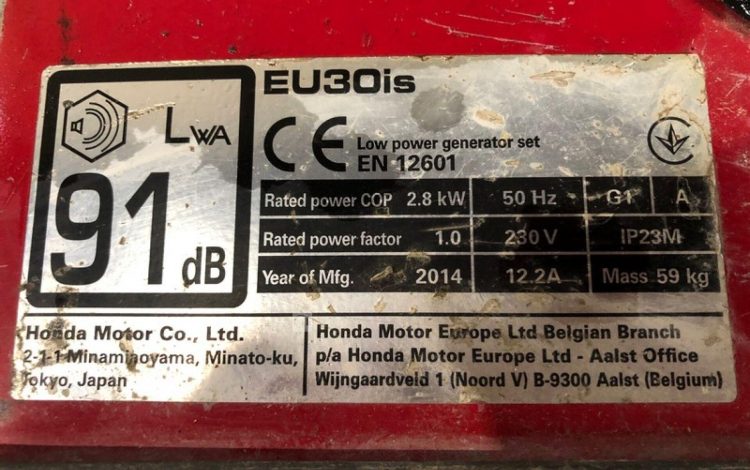 EU30is
LWA
91 dB
CE
Low power generator set
EN 12601
Rated power COP 2.8 kW 50 Hz G1 A
Rated power factor 1.0 230 V IP23M
Year of Mfg. 2014 12.2A Mass 59 kg
Honda Motor Co., Ltd.
2-1-1 Minamiaoyama, Minato-ku,
Tokyo, Japan
Honda Motor Europe Ltd Belgian Branch
p/a Honda Motor Europe Ltd - Aalst Office
Wijngaardveld 1 (Noord V) B-9300 Aalst (Belgium)